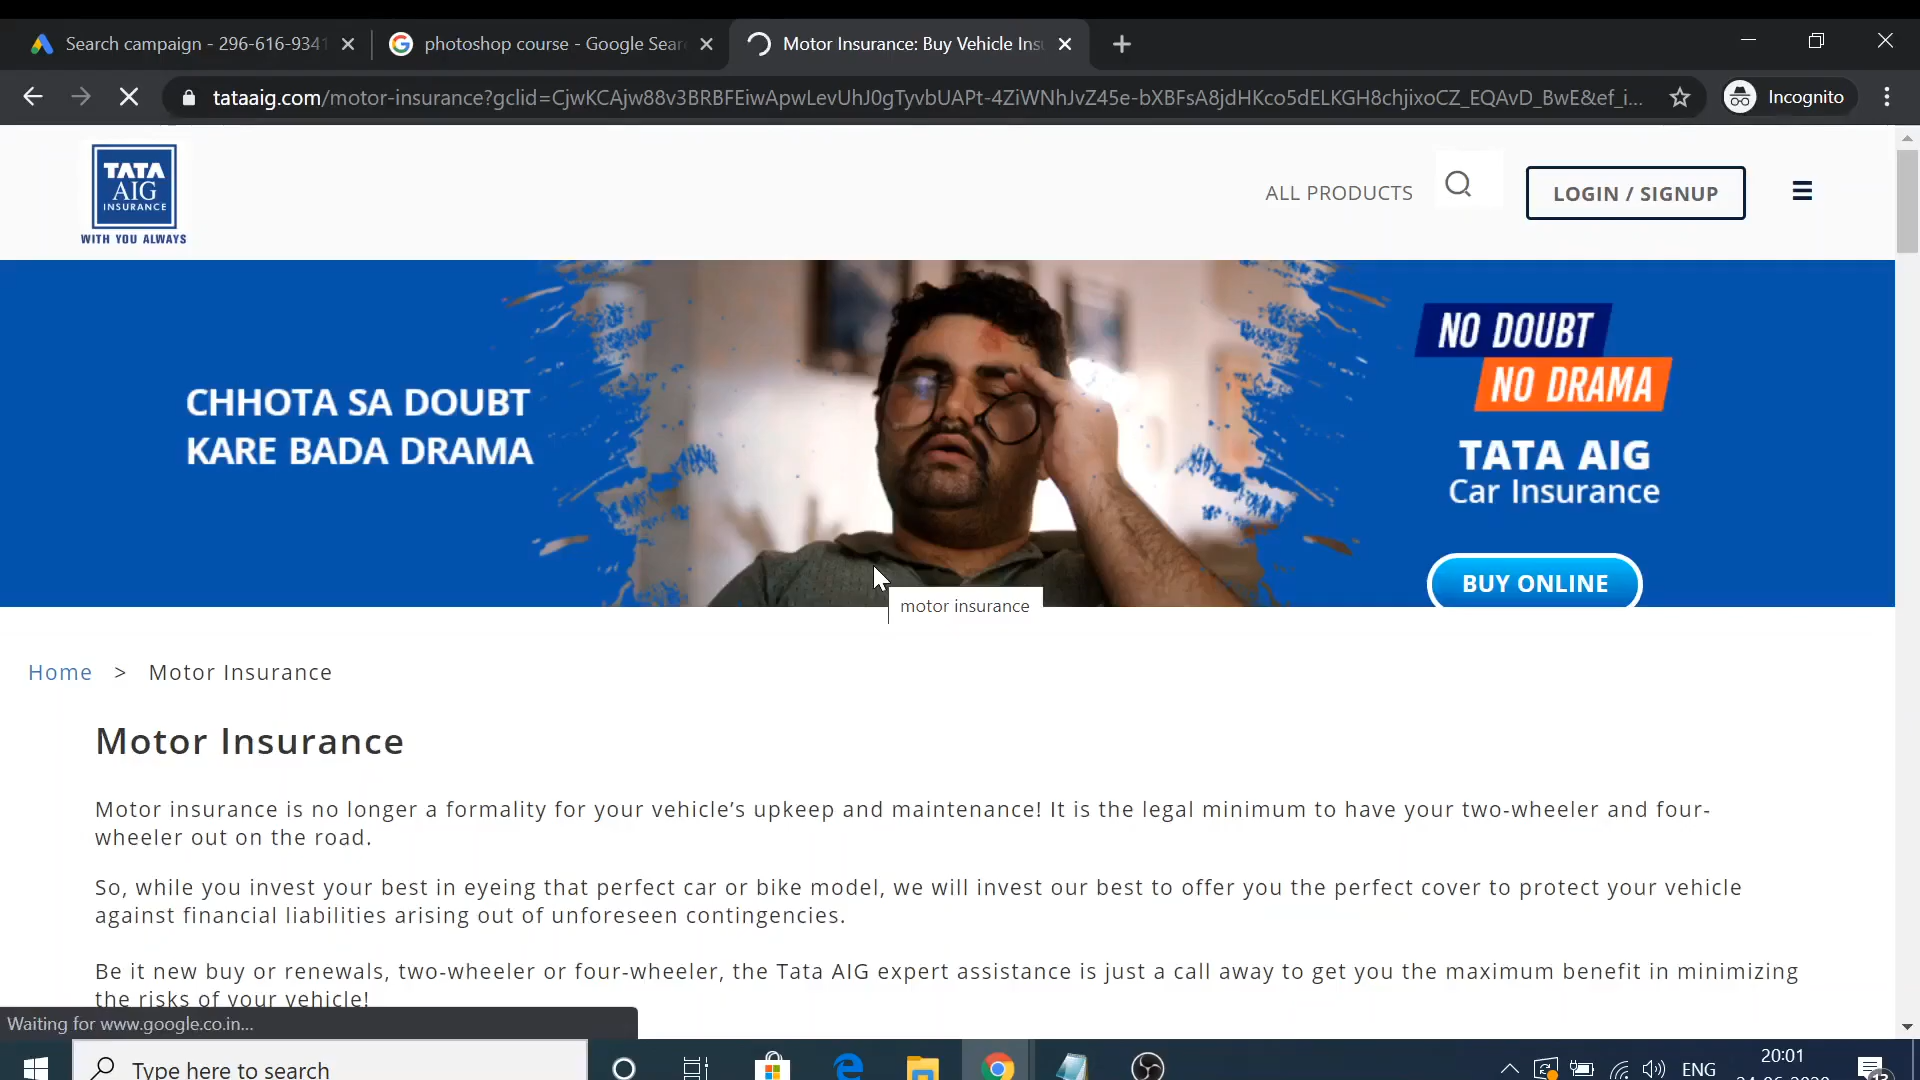 Search campaign - 296-616-9341
photoshop course - Google Sear
Motor Insurance: Buy Vehicle Ins
tataaig.com/motor-insurance?gclid=CjwKCAjw88v3BRBFEiwApwLevUhJ0gTyvbUAPt-4ZiWNhJvZ45e-bXBFsA8jdHKco5dELKGH8chjixoCZ_EQAvD_BwE&ef_i...
Incognito
TATA
AIG
INSURANCE
WITH YOU ALWAYS
ALL PRODUCTS
LOGIN / SIGNUP
CHHOTA SA DOUBT
KARE BADA DRAMA
NO DOUBT
NO DRAMA
TATA AIG
Car Insurance
BUY ONLINE
motor insurance
Home > Motor Insurance
Motor Insurance
Motor insurance is no longer a formality for your vehicle’s upkeep and maintenance! It is the legal minimum to have your two-wheeler and four-
wheeler out on the road.
So, while you invest your best in eyeing that perfect car or bike model, we will invest our best to offer you the perfect cover to protect your vehicle
against financial liabilities arising out of unforeseen contingencies.
Be it new buy or renewals, two-wheeler or four-wheeler, the Tata AIG expert assistance is just a call away to get you the maximum benefit in minimizing
the risks of your vehicle!
Waiting for www.google.co.in...
Type here to search
ENG
20:01